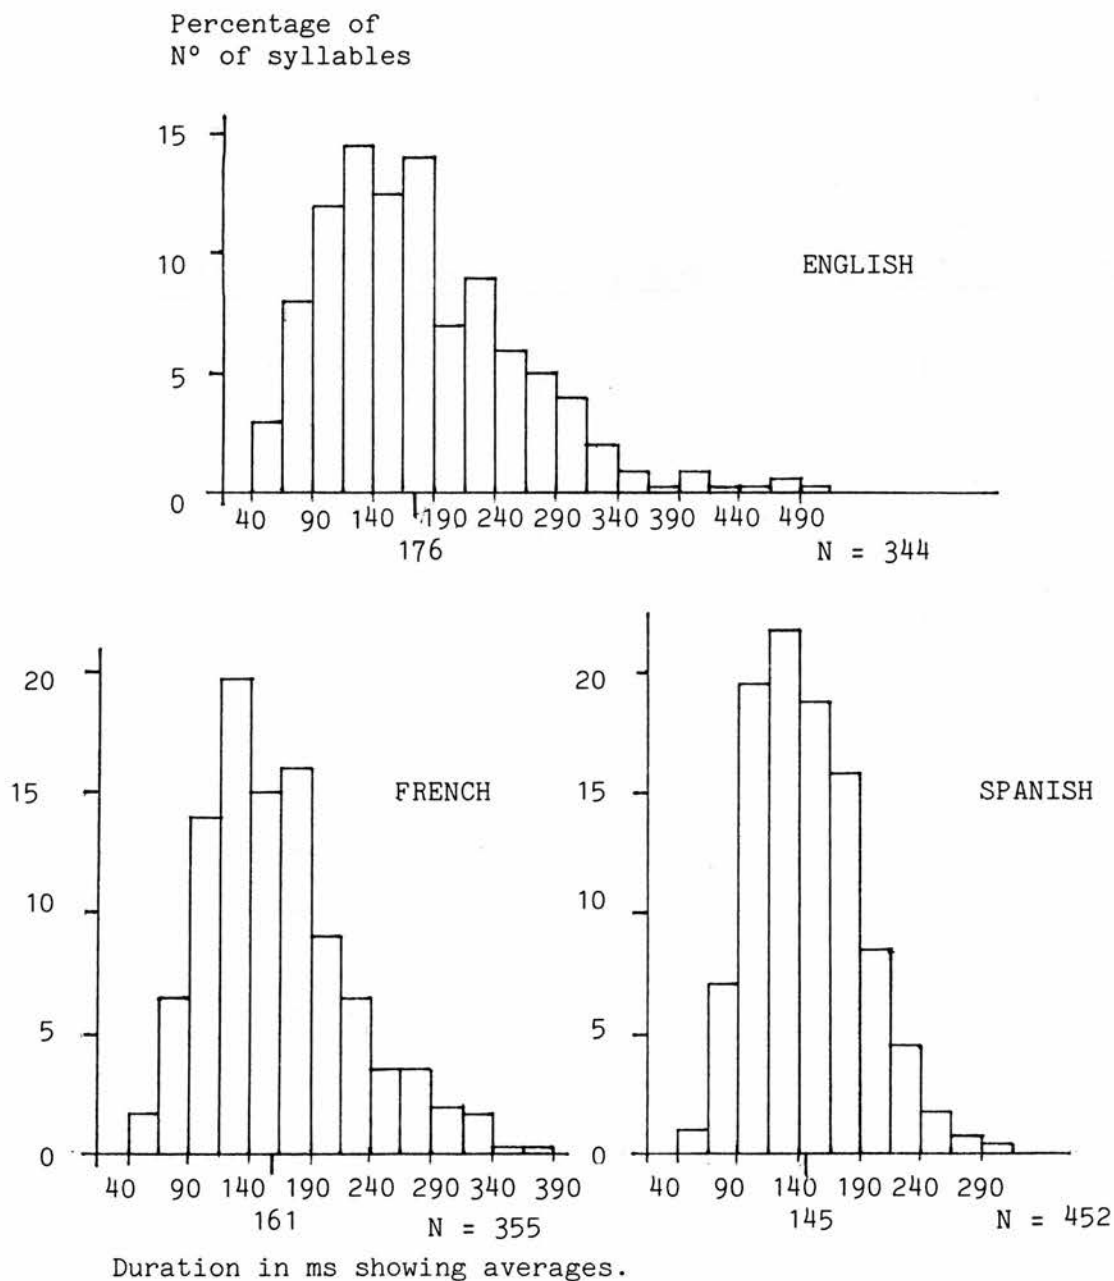 Percentage of
N° of syllables
15
10
ENGLISH
5
0
40 90 140 190 240 290 340 390 440 490
176 N = 344
20 20
15 FRENCH 15 SPANISH
10 10
5 5
0 0
40 90 140 190 240 290 340 390 40 90 140 190 240 290
161 N = 355 145 N = 452
Duration in ms showing averages.